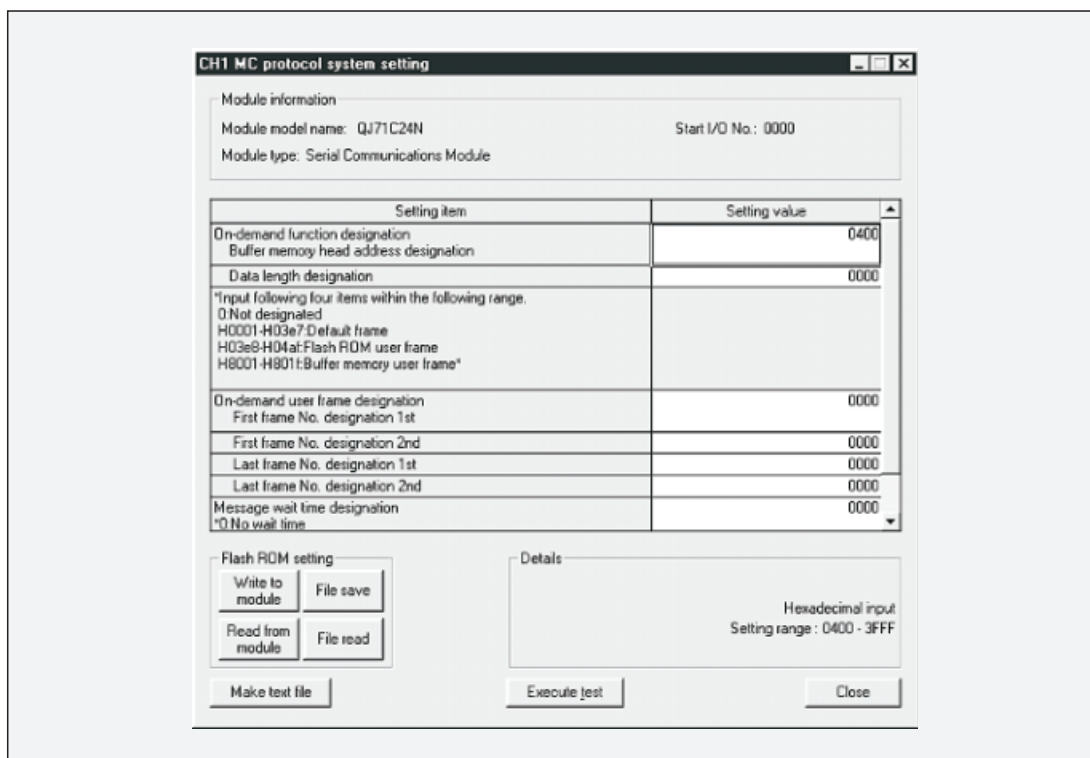 CH1 MC protocol system setting
Module information
Module model name: QJ71C24N
Start I/O No.: 0000
Module type: Serial Communications Module
Setting item
Setting value
On-demand function designation
Buffer memory head address designation
0400
Data length designation
0000
*Input following four items within the following range.
0:Not designated
H0001-H03e7:Default frame
H03e8-H04af:Flash ROM user frame
H8001-H801f:Buffer memory user frame*
On-demand user frame designation
First frame No. designation 1st
0000
First frame No. designation 2nd
0000
Last frame No. designation 1st
0000
Last frame No. designation 2nd
0000
Message wait time designation
0000
*0:No wait time
Flash ROM setting
Write to
module
File save
Read from
module
File read
Details
Hexadecimal input
Setting range : 0400 - 3FFF
Make text file
Execute test
Close